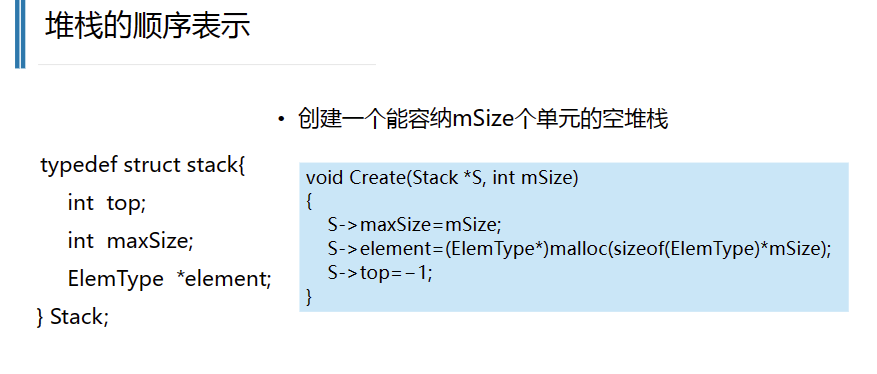 堆栈的顺序表示
• 创建一个能容纳mSize个单元的空堆栈
typedef struct stack{
int top;
int maxSize;
ElemType *element;
} Stack;
void Create(Stack *S, int mSize)
{
S->maxSize=mSize;
S->element=(ElemType*)malloc(sizeof(ElemType)*mSize);
S->top=-1;
}